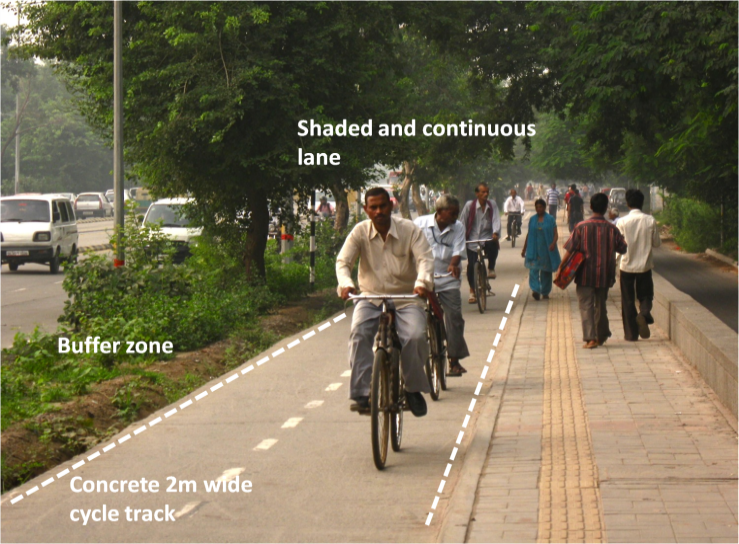 Shaded and continuous
lane
Buffer zone
Concrete 2m wide
cycle track